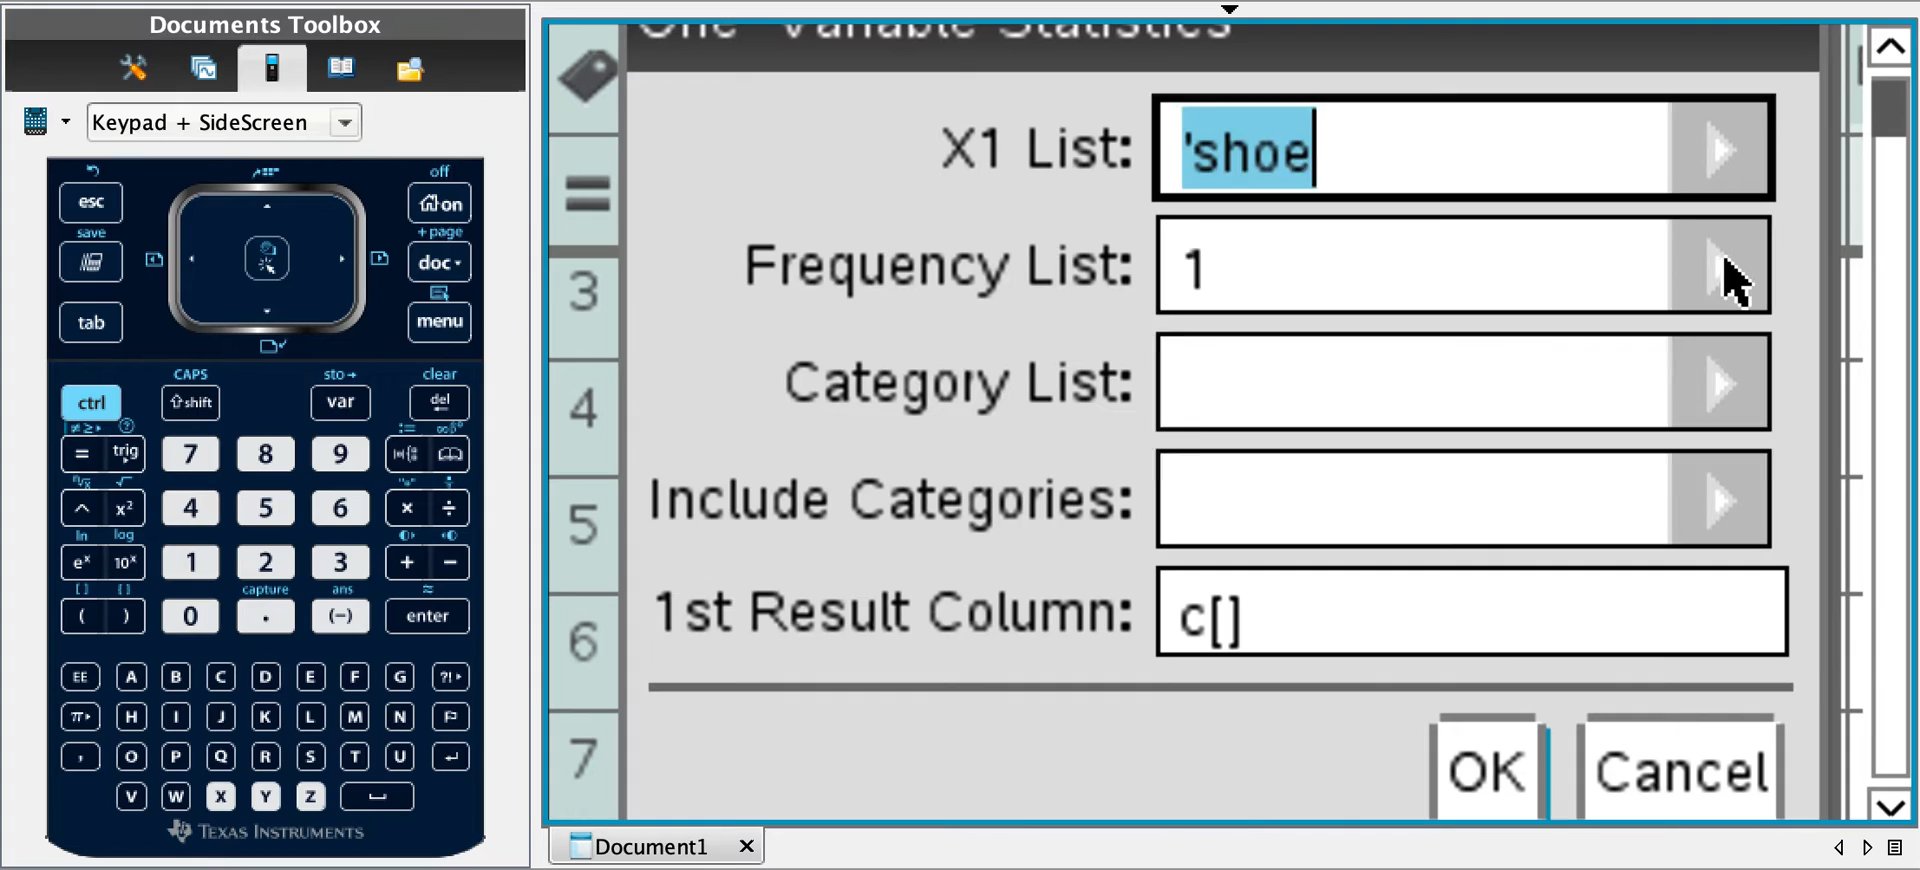 Documents Toolbox
Keypad + SideScreen
off
esc
on
save
+ page
doc
tab
menu
CAPS
sto→
clear
ctrl
⇧shift
var
del
= trig 7 8 9
^ x² 4 5 6 × ÷
ln log
eˣ 10ˣ 1 2 3 + −
[ ] { } capture ans ≈
( ) 0 . (−) enter
EE A B C D E F G ?!▸
π▸ H I J K L M N
, O P Q R S T U
V W X Y Z
TEXAS INSTRUMENTS
One-Variable Statistics
X1 List: 'shoe
Frequency List: 1
Category List:
Include Categories:
1st Result Column: c[]
OK Cancel
=
3
4
5
6
7
Document1